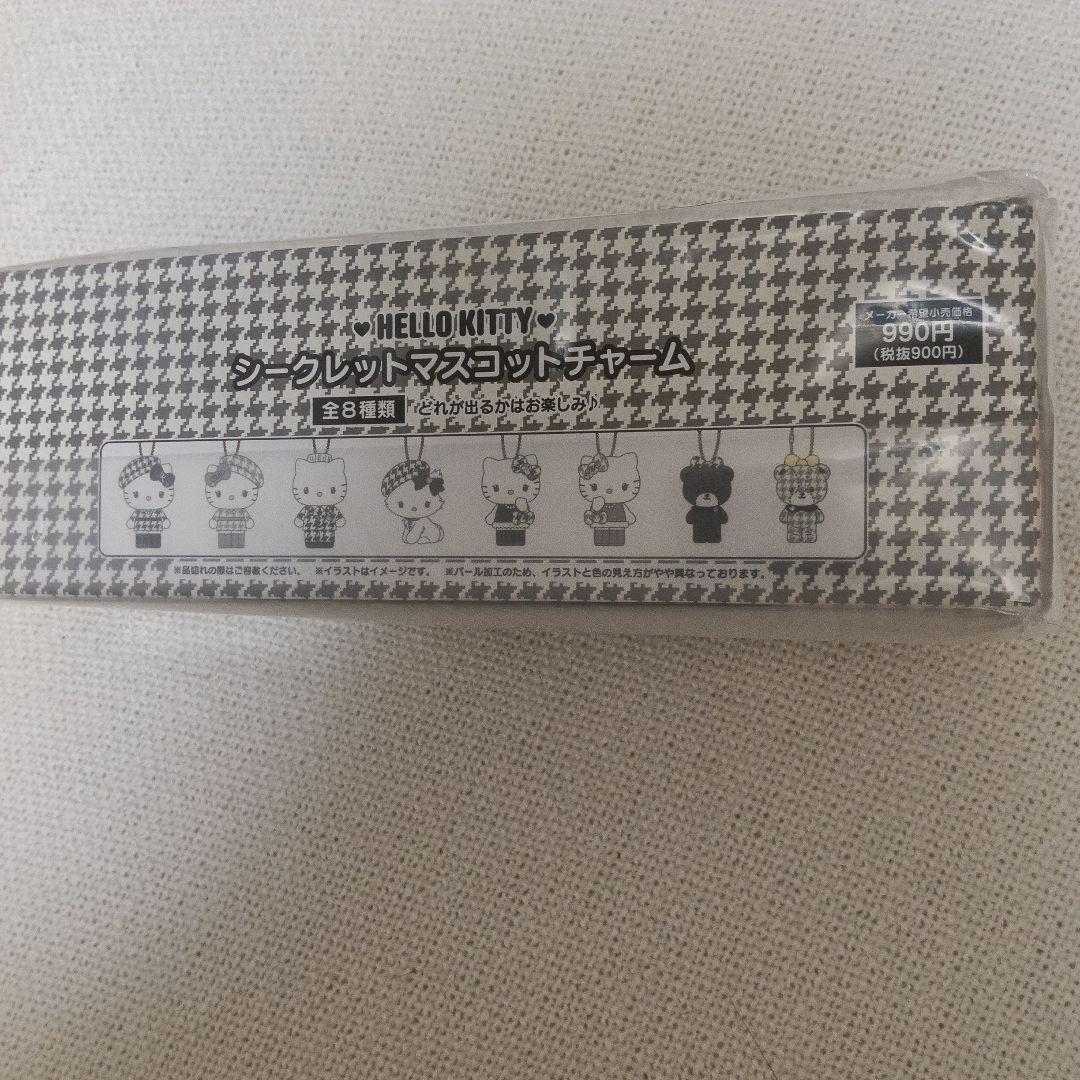 ♥HELLO KITTY♥
シークレットマスコットチャーム
全8種類 どれが出るかはお楽しみ♪
メーカー希望小売価格
990円
(税抜900円)
※品切れの際はご容赦ください。 ※イラストはイメージです。 ※パール加工のため、イラストと色の見え方がやや異なっております。